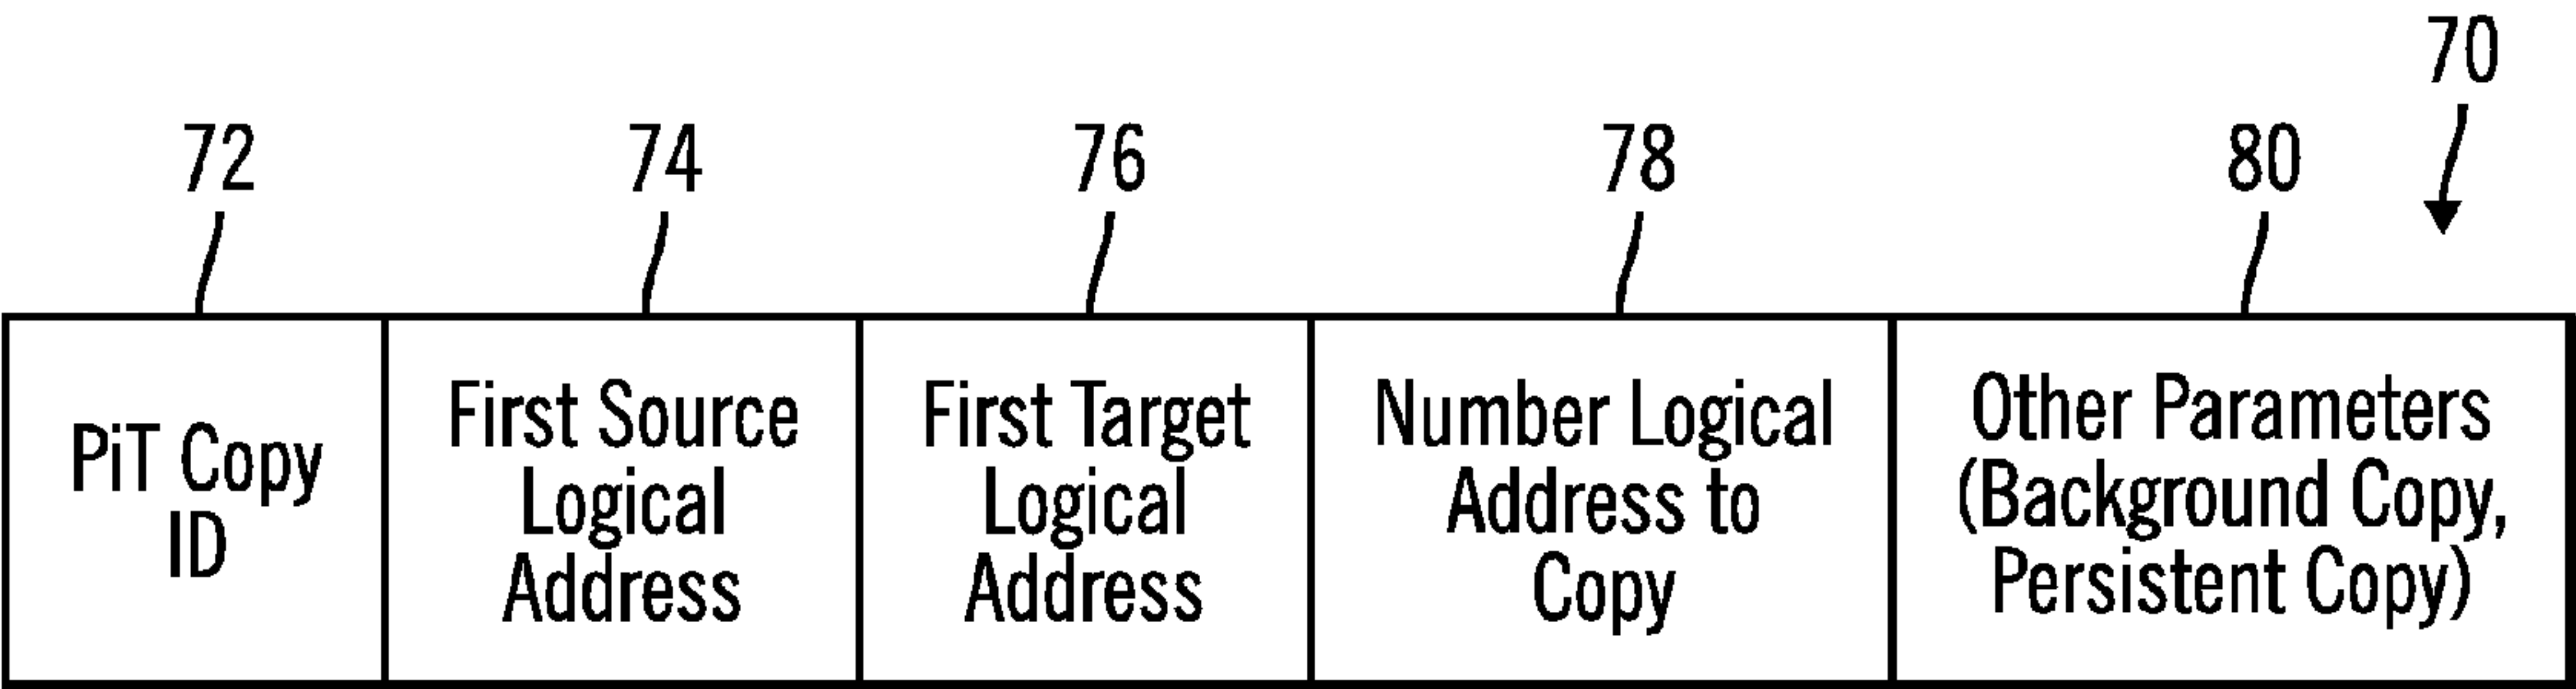 70
72
74
76
78
80
PiT Copy
ID
First Source
Logical
Address
First Target
Logical
Address
Number Logical
Address to
Copy
Other Parameters
(Background Copy,
Persistent Copy)